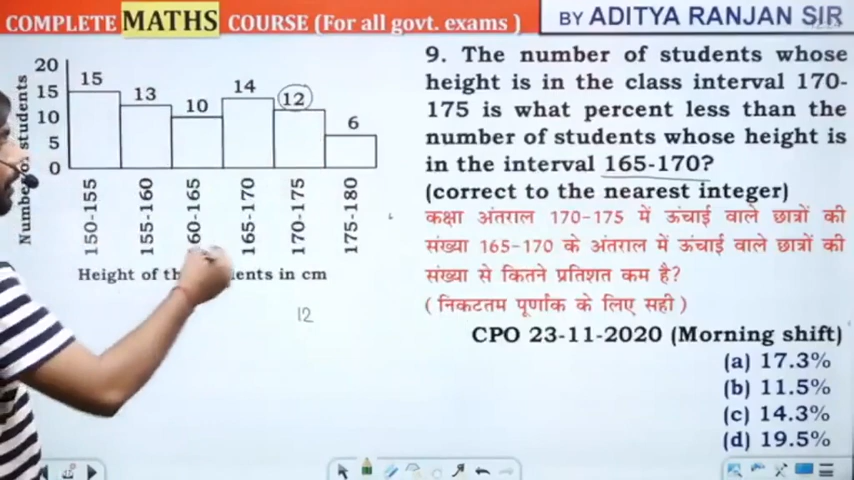 COMPLETE MATHS COURSE (For all govt. exams )
BY ADITYA RANJAN SIR
20
15
10
5
0
Number of students
15
13
10
14
12
6
150-155
155-160
60-165
165-170
170-175
175-180
Height of th ents in cm
12
9. The number of students whose
height is in the class interval 170-
175 is what percent less than the
number of students whose height is
in the interval 165-170?
(correct to the nearest integer)
कक्षा अंतराल 170-175 में ऊंचाई वाले छात्रों की
संख्या 165-170 के अंतराल में ऊंचाई वाले छात्रों की
संख्या से कितने प्रतिशत कम है?
( निकटतम पूर्णांक के लिए सही )
CPO 23-11-2020 (Morning shift)
(a) 17.3%
(b) 11.5%
(c) 14.3%
(d) 19.5%